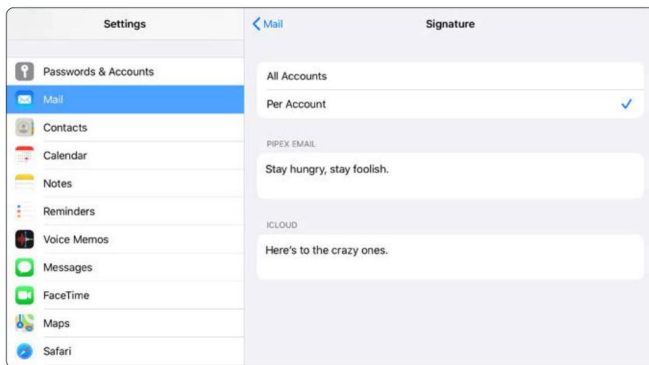 Settings
Passwords & Accounts
Mail
Contacts
Calendar
Notes
Reminders
Voice Memos
Messages
FaceTime
Maps
Safari
Mail
Signature
All Accounts
Per Account
PIPEX EMAIL
Stay hungry, stay foolish.
ICLOUD
Here's to the crazy ones.